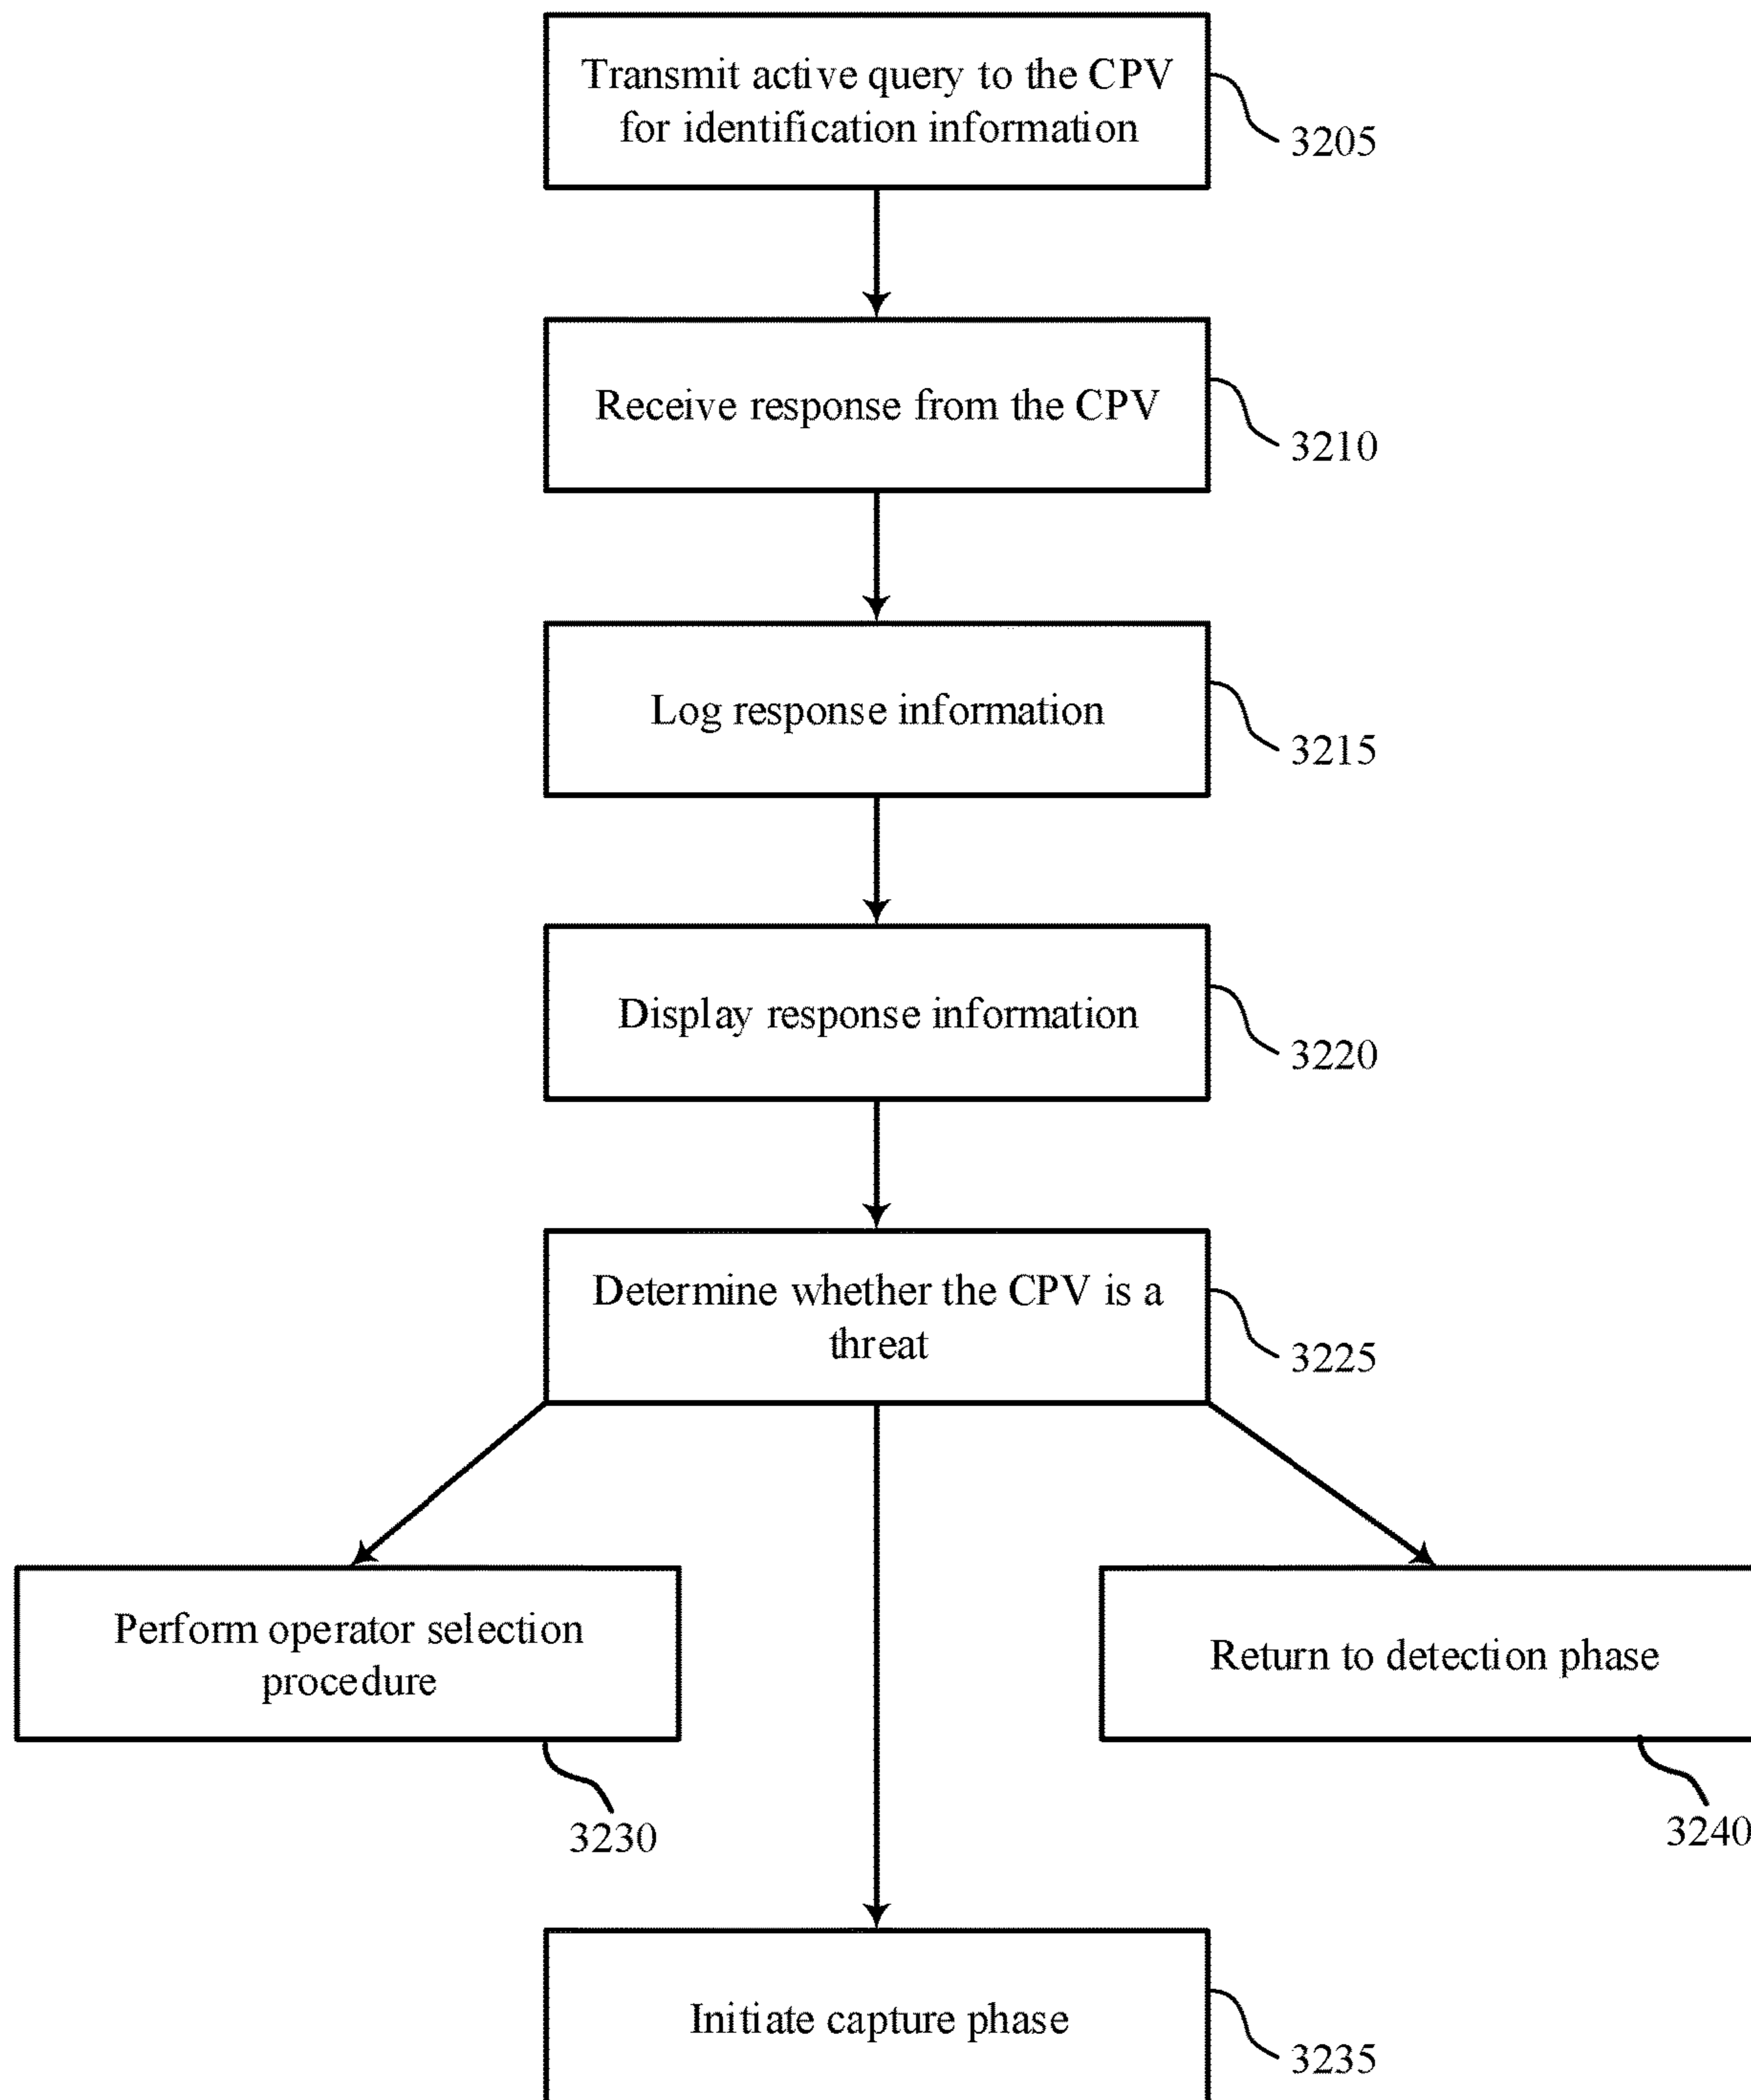 Transmit active query to the CPV
for identification information
3205
Receive response from the CPV
3210
Log response information
3215
Display response information
3220
Determine whether the CPV is a
threat
3225
Perform operator selection
procedure
3230
Return to detection phase
3240
Initiate capture phase
3235